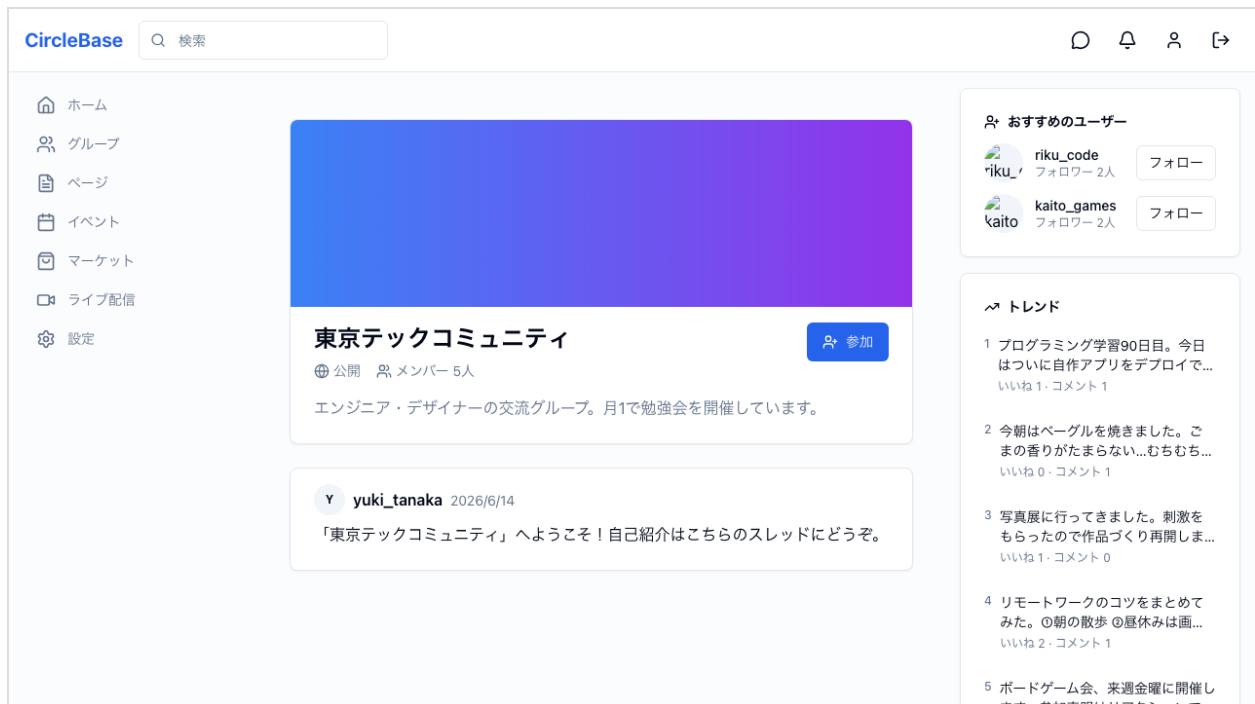 CircleBase
検索
ホーム
グループ
ページ
イベント
マーケット
ライブ配信
設定
東京テックコミュニティ
参加
公開 メンバー 5人
エンジニア・デザイナーの交流グループ。月1で勉強会を開催しています。
Y yuki_tanaka 2026/6/14
「東京テックコミュニティ」へようこそ！自己紹介はこちらのスレッドにどうぞ。
おすすめのユーザー
riku_
riku_code
フォロワー 2人
フォロー
kaito
kaito_games
フォロワー 2人
フォロー
トレンド
1 プログラミング学習90日目。今日
はついに自作アプリをデプロイで...
いいね 1 · コメント 1
2 今朝はベーグルを焼きました。ご
まの香りがたまらない...むちむち...
いいね 0 · コメント 1
3 写真展に行ってきました。刺激を
もらったので作品づくり再開しま...
いいね 1 · コメント 0
4 リモートワークのコツをまとめて
みた。①朝の散歩 ②昼休みは画...
いいね 2 · コメント 1
5 ボードゲーム会、来週金曜に開催し